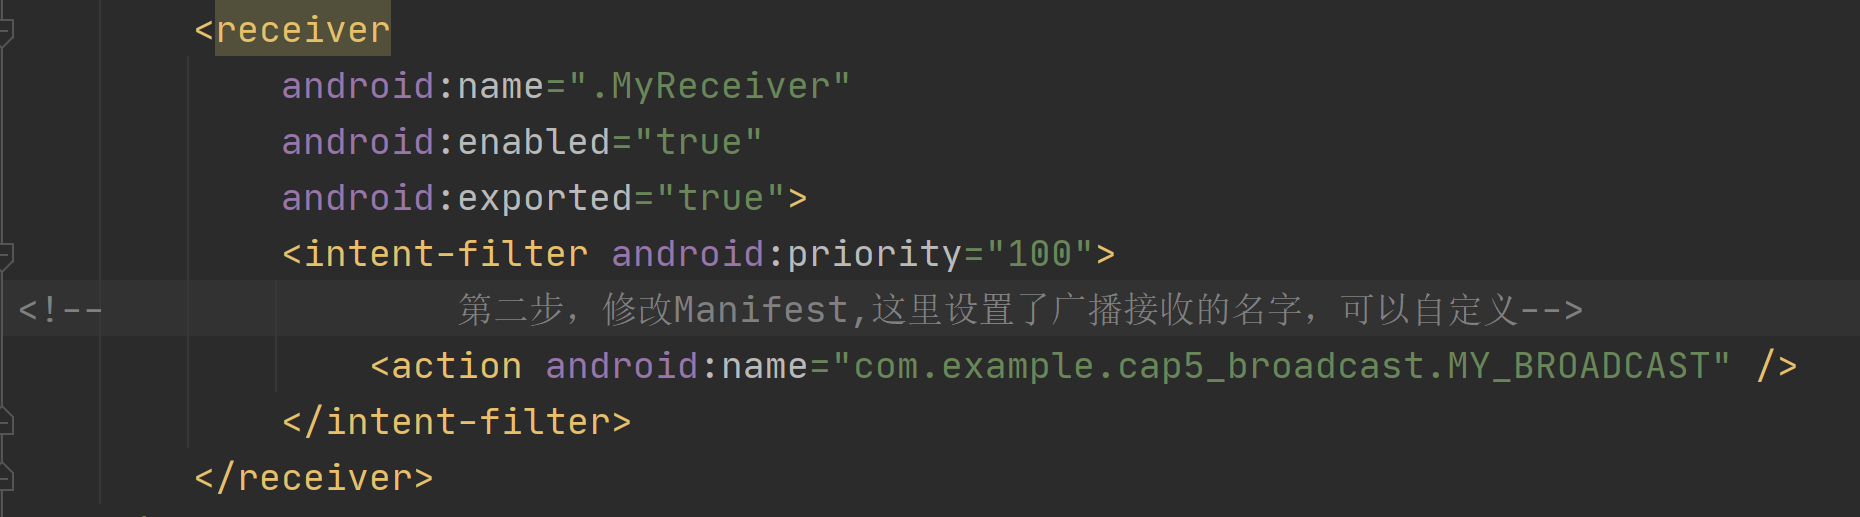 <receiver
android:name=".MyReceiver"
android:enabled="true"
android:exported="true">
<intent-filter android:priority="100">
<!-- 第二步，修改Manifest,这里设置了广播接收的名字，可以自定义-->
<action android:name="com.example.cap5_broadcast.MY_BROADCAST" />
</intent-filter>
</receiver>